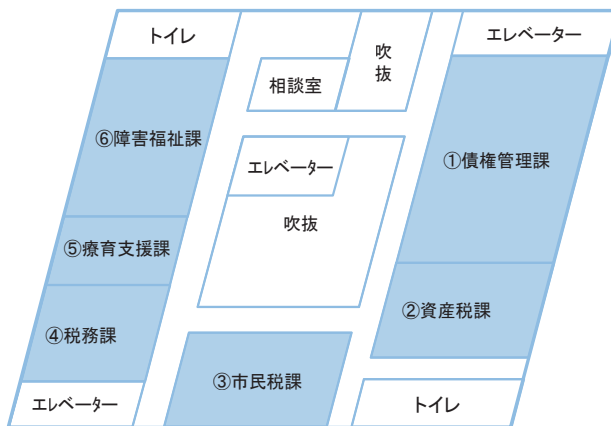 トイレ
吹
抜
エレベーター
相談室
⑥障害福祉課
エレベーター
①債権管理課
吹抜
⑤療育支援課
②資産税課
④税務課
③市民税課
エレベーター
トイレ